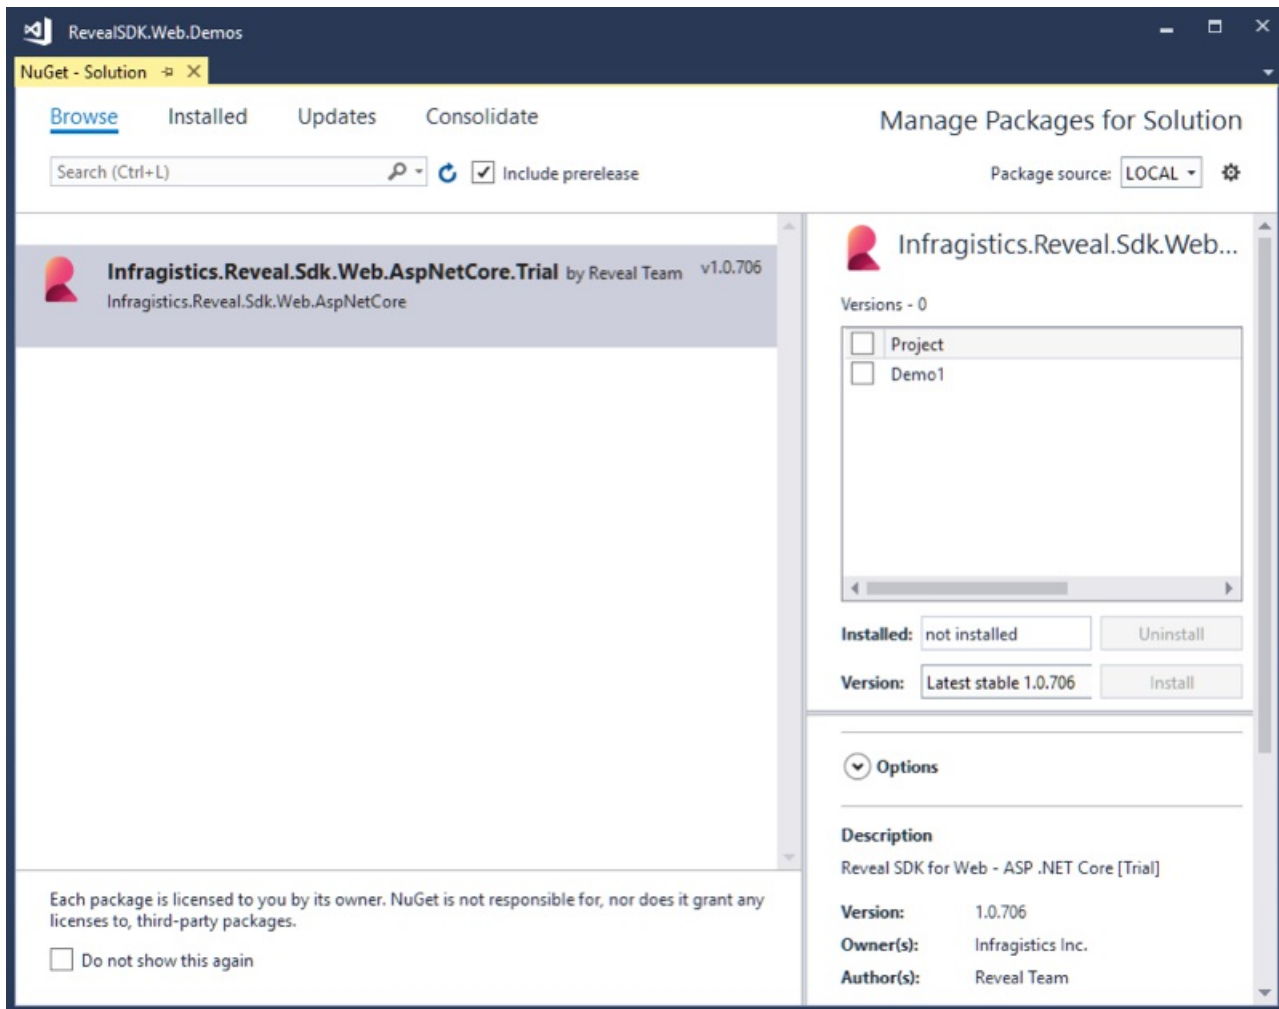 RevealSDK.Web.Demos
NuGet - Solution
Browse Installed Updates Consolidate
Manage Packages for Solution
Search (Ctrl+L)
Include prerelease
Package source: LOCAL
Infragistics.Reveal.Sdk.Web.AspNetCore.Trial by Reveal Team v1.0.706
Infragistics.Reveal.Sdk.Web.AspNetCore
Infragistics.Reveal.Sdk.Web...
Versions - 0
Project
Demo1
Installed: not installed Uninstall
Version: Latest stable 1.0.706 Install
Options
Description
Reveal SDK for Web - ASP .NET Core [Trial]
Version: 1.0.706
Owner(s): Infragistics Inc.
Author(s): Reveal Team
Each package is licensed to you by its owner. NuGet is not responsible for, nor does it grant any
licenses to, third-party packages.
Do not show this again